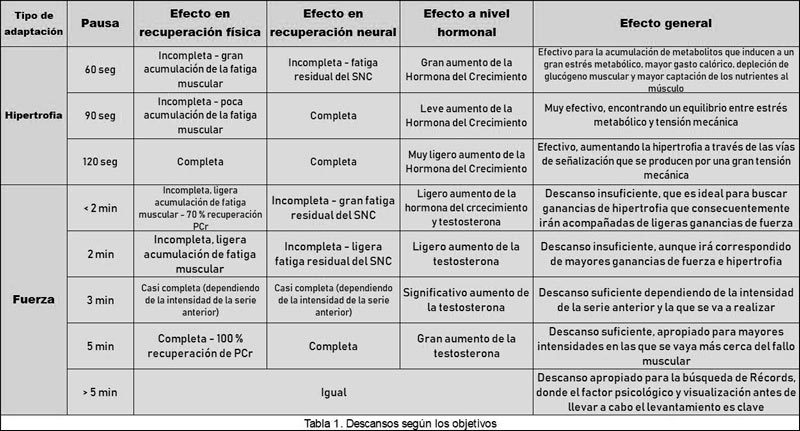 Tipo de
adaptación
Pausa
Efecto en
recuperación física
Efecto en
recuperación neural
Efecto a nivel
hormonal
Efecto general
Hipertrofia
60 seg
Incompleta - gran
acumulación de la fatiga
muscular
Incompleta - fatiga
residual del SNC
Gran aumento de la
Hormona del Crecimiento
Efectivo para la acumulación de metabolitos que inducen a un
gran estrés metabólico, mayor gasto calórico, depleción de
glucógeno muscular y mayor captación de los nutrientes al
músculo
90 seg
Incompleta - poca
acumulación de la fatiga
muscular
Completa
Leve aumento de la
Hormona del Crecimiento
Muy efectivo, encontrando un equilibrio entre estrés
metabólico y tensión mecánica
120 seg
Completa
Completa
Muy ligero aumento de la
Hormona del Crecimiento
Efectivo, aumentando la hipertrofia a través de las vías
de señalización que se producen por una gran tensión
mecánica
Fuerza
< 2 min
Incompleta, ligera
acumulación de fatiga
muscular - 70 % recuperación
PCr
Incompleta - gran fatiga
residual del SNC
Ligero aumento de la
hormona del crcecimiento
y testosterona
Descanso insuficiente, que es ideal para buscar
ganancias de hipertrofia que consecuentemente
irán acompañadas de ligeras ganancias de fuerza
2 min
Incompleta, ligera
acumulación de fatiga
muscular
Incompleta - ligera
fatiga residual del SNC
Ligero aumento de la
testosterona
Descanso insuficiente, aunque irá correspondido
de mayores ganancias de fuerza e hipertrofia
3 min
Casi completa (dependiendo
de la intensidad de la serie
anterior)
Casi completa (dependiendo
de la intensidad de la serie
anterior)
Significativo aumento de
la testosterona
Descanso suficiente dependiendo de la intensidad
de la serie anterior y la que se va a realizar
5 min
Completa - 100 %
recuperación de PCr
Completa
Gran aumento de la
testosterona
Descanso suficiente, apropiado para mayores
intensidades en las que se vaya más cerca del fallo
muscular
> 5 min
Igual
Descanso apropiado para la búsqueda de Récords,
donde el factor psicológico y visualización antes de
llevar a cabo el levantamiento es clave
Tabla 1. Descansos según los objetivos